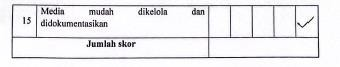 15 Media mudah dikelola dan
didokumentasikan
Jumlah skor